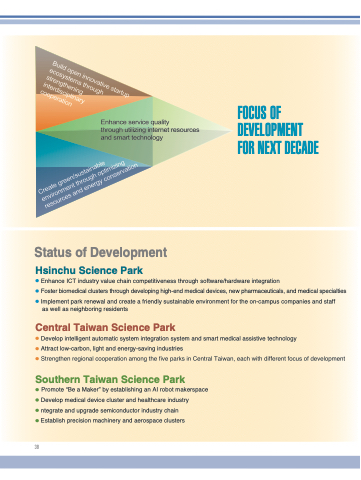 Build open innovative startup
ecosystems through
strengthening
interdisciplinary
cooperation
Enhance service quality
through utilizing internet resources
and smart technology
Create green/sustainable
environment through optimizing
resources and energy conservation
FOCUS OF
DEVELOPMENT
FOR NEXT DECADE
Status of Development
Hsinchu Science Park
Enhance ICT industry value chain competitiveness through software/hardware integration
Foster biomedical clusters through developing high-end medical devices, new pharmaceuticals, and medical specialties
Implement park renewal and create a friendly sustainable environment for the on-campus companies and staff
as well as neighboring residents
Central Taiwan Science Park
Develop intelligent automatic system integration system and smart medical assistive technology
Attract low-carbon, light and energy-saving industries
Strengthen regional cooperation among the five parks in Central Taiwan, each with different focus of development
Southern Taiwan Science Park
Promote "Be a Maker" by establishing an AI robot makerspace
Develop medical device cluster and healthcare industry
ntegrate and upgrade semiconductor industry chain
Establish precision machinery and aerospace clusters